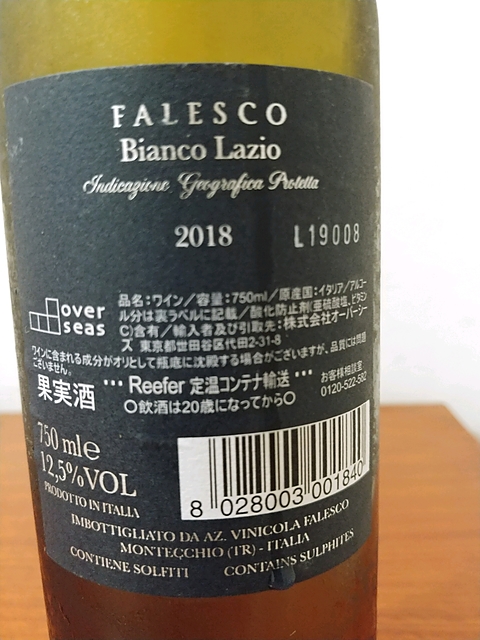 FALESCO
Bianco Lazio
Indicazione Geografica Protetta
2018 L19008
over seas
品名:ワイン/容量:750ml/原産国:イタリア/アルコー
ル分は裏ラベルに記載/酸化防止剤(亜硫酸塩、ビタミン
C)含有/輸入者及び引取先:株式会社オーバーシー
ズ 東京都世田谷区代田2-31-8
ワインに含まれる成分がオリとして瓶底に沈殿する場合がございますが、品質には問題
ございません。
果実酒 ••• Reefer 定温コンテナ輸送 •••
お客様相談室
0120-522-582
〇飲酒は20歳になってから〇
750 mle
12,5%VOL
8 028003 001840
PRODOTTO IN ITALIA
IMBOTTIGLIATO DA AZ. VINICOLA FALESCO
MONTECCHIO (TR) - ITALIA
CONTIENE SOLFITI CONTAINS SULPHITES